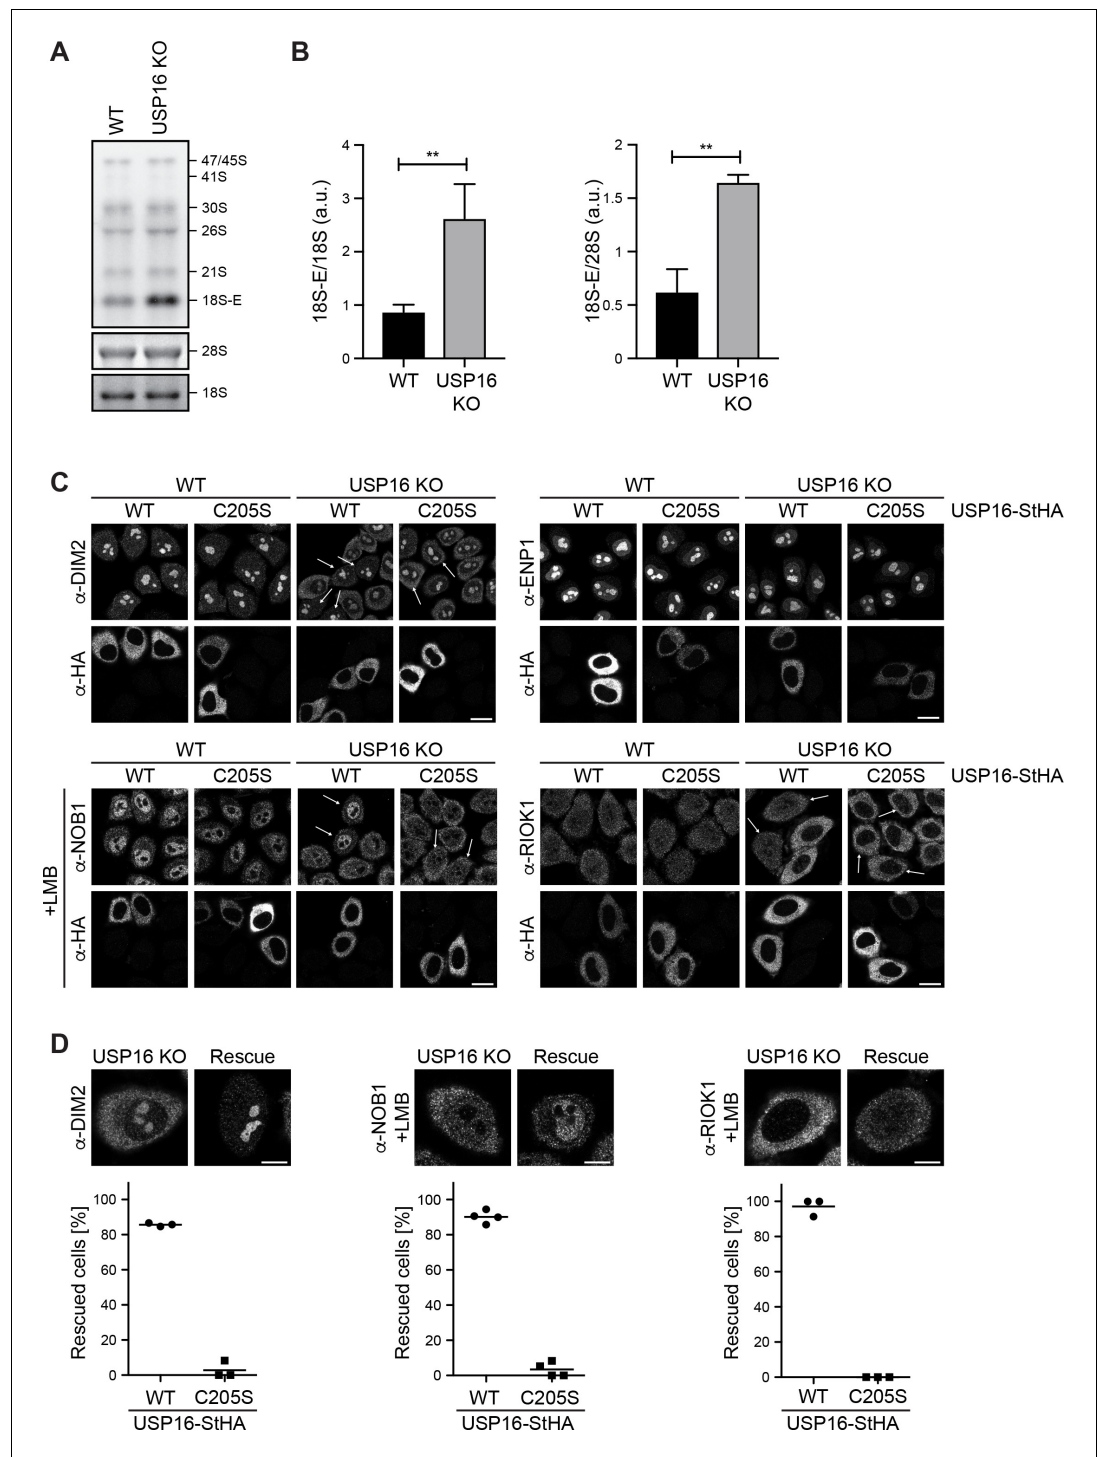 A
WT
USP16 KO
47/45S
41S
30S
26S
21S
18S-E
28S
18S
B
18S-E/18S (a.u.)
4
3
2
1
0
**
WT
USP16
KO
18S-E/28S (a.u.)
2
1.5
1
0.5
0
**
WT
USP16
KO
C
WT
USP16 KO
WT
C205S
WT
C205S
α-DIM2
α-HA
WT
USP16 KO
WT
C205S
WT
C205S
USP16-StHA
α-ENP1
α-HA
WT
USP16 KO
WT
C205S
WT
C205S
+LMB
α-NOB1
α-HA
WT
USP16 KO
WT
C205S
WT
C205S
USP16-StHA
α-RIOK1
α-HA
D
USP16 KO
Rescue
α-DIM2
Rescued cells [%]
100
80
60
40
20
0
WT
C205S
USP16-StHA
USP16 KO
Rescue
α-NOB1
+LMB
Rescued cells [%]
100
80
60
40
20
0
WT
C205S
USP16-StHA
USP16 KO
Rescue
α-RIOK1
+LMB
Rescued cells [%]
100
80
60
40
20
0
WT
C205S
USP16-StHA